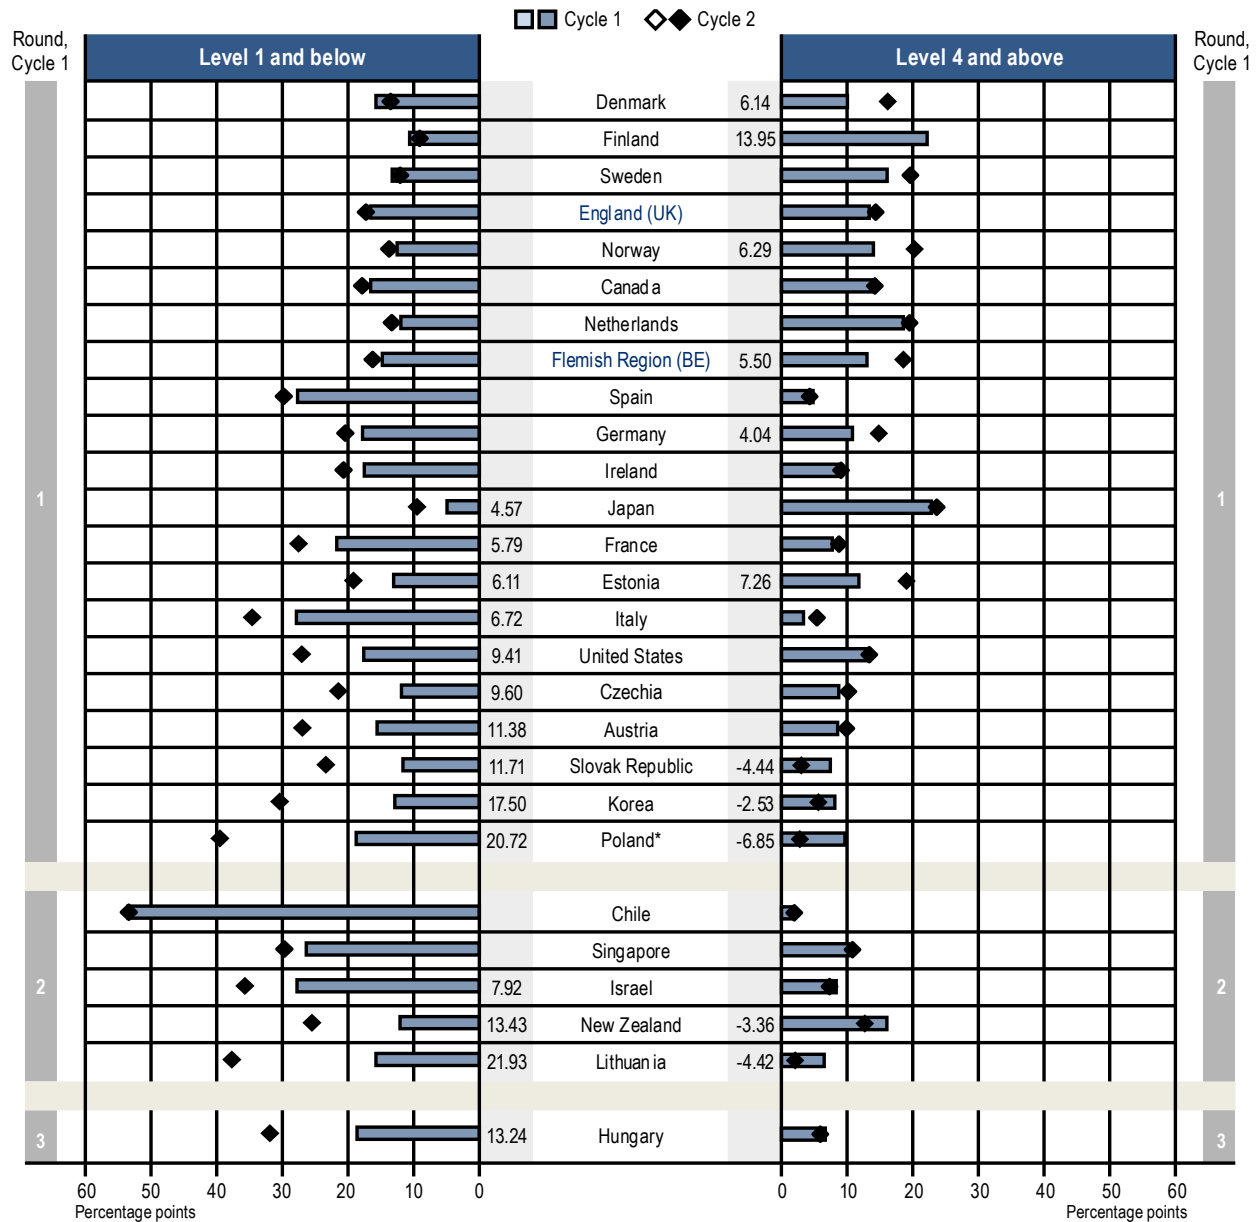 Cycle 1 Cycle 2
Round, Cycle 1
Level 1 and below
Level 4 and above
Round, Cycle 1
Denmark 6.14
Finland 13.95
Sweden
England (UK)
Norway 6.29
Canada
Netherlands
Flemish Region (BE) 5.50
Spain
Germany 4.04
Ireland
1 4.57 Japan 1
5.79 France
6.11 Estonia 7.26
6.72 Italy
9.41 United States
9.60 Czechia
11.38 Austria
11.71 Slovak Republic -4.44
17.50 Korea -2.53
20.72 Poland* -6.85
Chile
Singapore
2 7.92 Israel 2
13.43 New Zealand -3.36
21.93 Lithuania -4.42
3 13.24 Hungary 3
60 50 40 30 20 10 0 0 10 20 30 40 50 60
Percentage points Percentage points